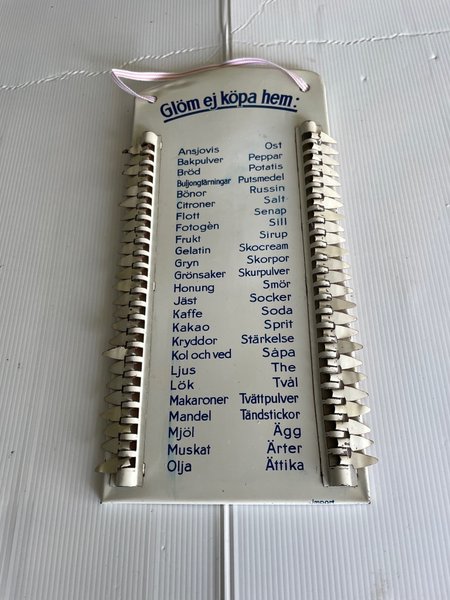 Glöm ej köpa hem:
Ansjovis
Bakpulver
Bröd
Buljongtärningar
Bönor
Citroner
Flott
Fotogèn
Frukt
Gelatin
Gryn
Grönsaker
Honung
Jäst
Kaffe
Kakao
Kryddor
Kol och ved
Ljus
Lök
Makaroner
Mandel
Mjöl
Muskat
Olja
Ost
Peppar
Potatis
Putsmedel
Russin
Salt
Senap
Sill
Sirup
Skocream
Skorpor
Skurpulver
Smör
Socker
Soda
Sprit
Stärkelse
Såpa
The
Tvål
Tvättpulver
Tändstickor
Ägg
Ärter
Ättika
import